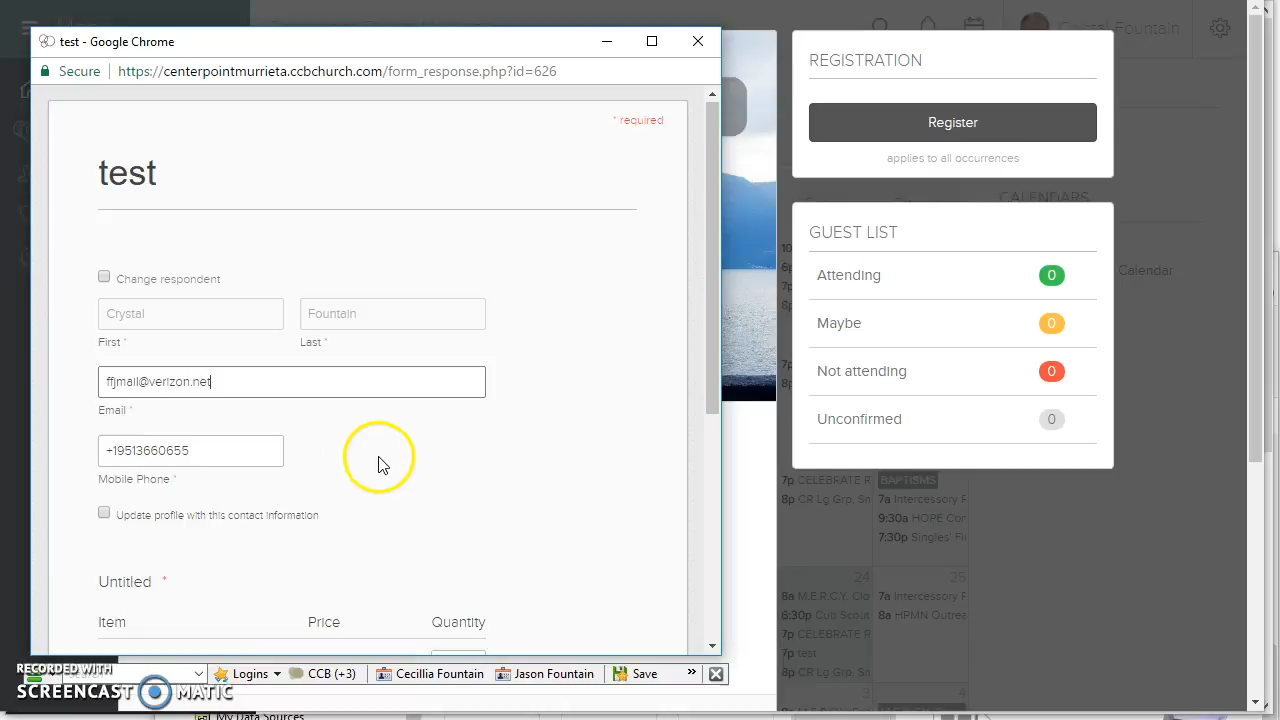 test - Google Chrome
Secure https://centerpointmurrieta.ccbchurch.com/form_response.php?id=626
* required
test
Change respondent
Crystal Fountain
First * Last *
ffjmail@verizon.net
Email *
+19513660655
Mobile Phone *
Update profile with this contact information
Untitled *
Item Price Quantity
Logins CCB (+3) Cecillia Fountain Jason Fountain Save »
RECORDED WITH
SCREENCAST MATIC
My Data Sources
REGISTRATION
Register
applies to all occurrences
GUEST LIST
Attending 0
Maybe 0
Not attending 0
Unconfirmed 0
Crystal Fountain
CALENDARS
Calendar
7p CELEBRATE R
8p CR Lg Grp, Sn
BAPTISMS
7a Intercessory F
9:30a HOPE Con
7:30p Singles' Fi
24
8a M.E.R.C.Y. Clo
6:30p Cub Scout
7p CELEBRATE R
7p test
8p CR Lg Grp, Sn
25
7a Intercessory F
8a HPMN Outrea
3
4